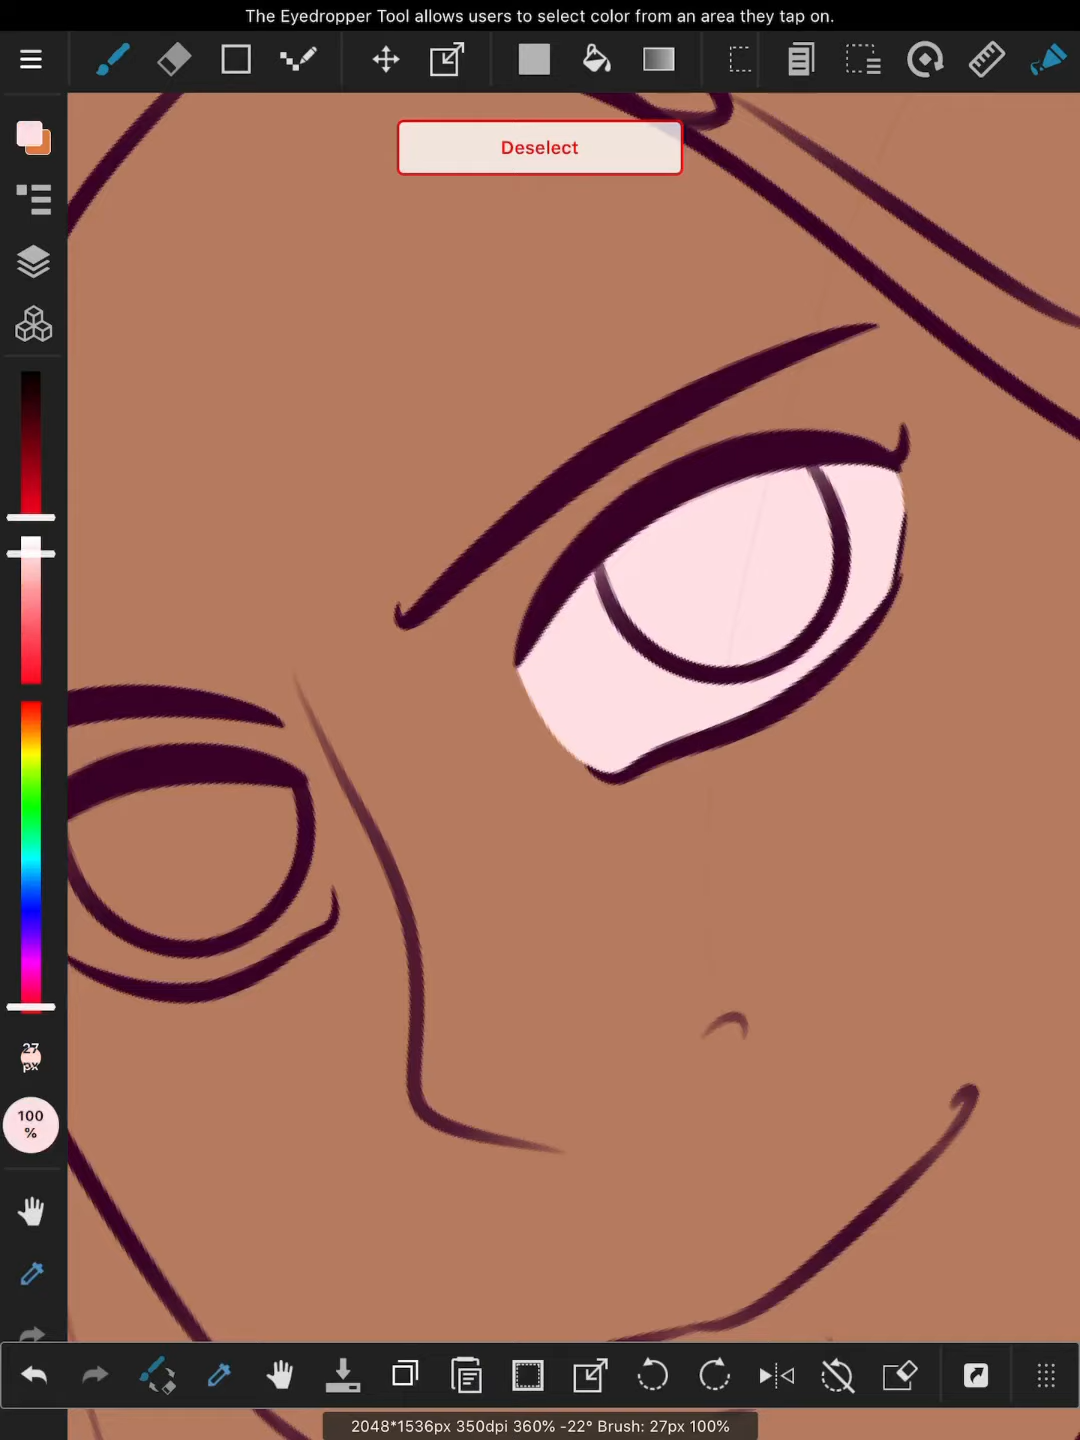 The Eyedropper Tool allows users to select color from an area they tap on.
Deselect
27
px
100
%
2048*1536px 350dpi 360% -22° Brush: 27px 100%